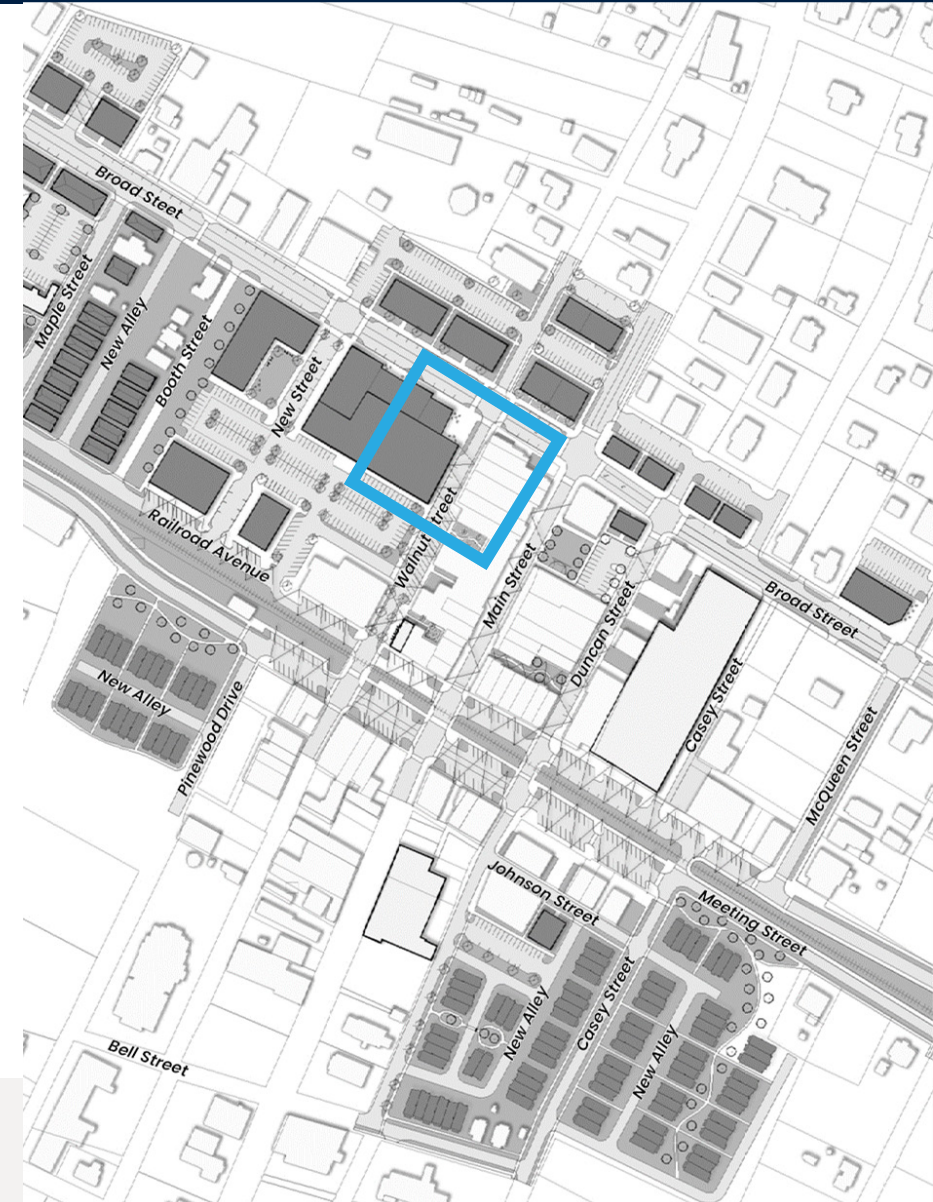 Broad Steet
Maple Street
New Alley
Booth Street
New Street
Railroad Avenue
Walnut Street
Main Street
Duncan Street
Broad Street
Casey Street
McQueen Street
New Alley
Pinewood Drive
Johnson Street
Meeting Street
New Alley
Casey Street
New Alley
Bell Street